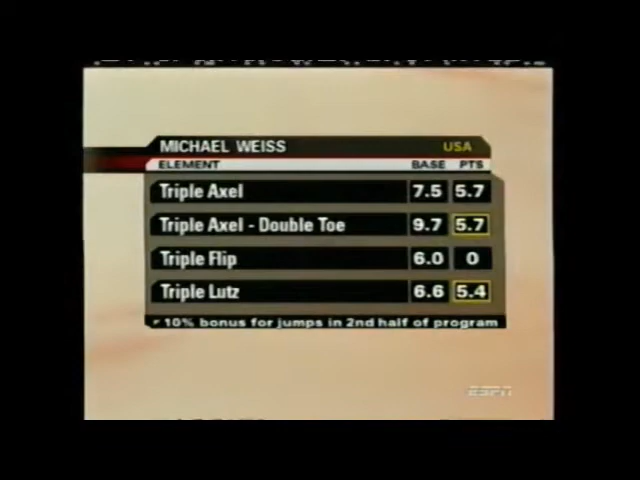 MICHAEL WEISS USA
ELEMENT BASE PTS
Triple Axel 7.5 5.7
Triple Axel - Double Toe 9.7 5.7
Triple Flip 6.0 0
Triple Lutz 6.6 5.4
10% bonus for jumps in 2nd half of program
ESPN